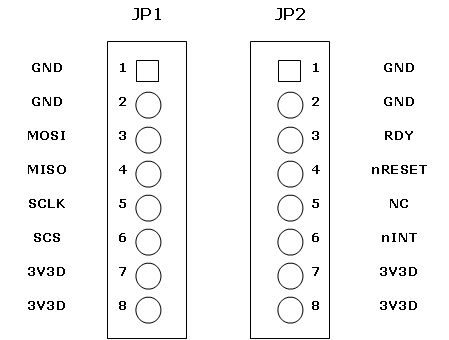 JP1 JP2
GND 1 1 GND
GND 2 2 GND
MOSI 3 3 RDY
MISO 4 4 nRESET
SCLK 5 5 NC
SCS 6 6 nINT
3V3D 7 7 3V3D
3V3D 8 8 3V3D